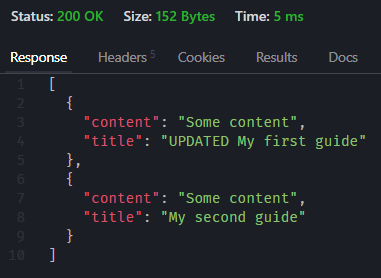 Status: 200 OK Size: 152 Bytes Time: 5 ms
Response Headers 5 Cookies Results Docs
1 [
2 {
3 "content": "Some content",
4 "title": "UPDATED My first guide"
5 },
6 {
7 "content": "Some content",
8 "title": "My second guide"
9 }
10 ]